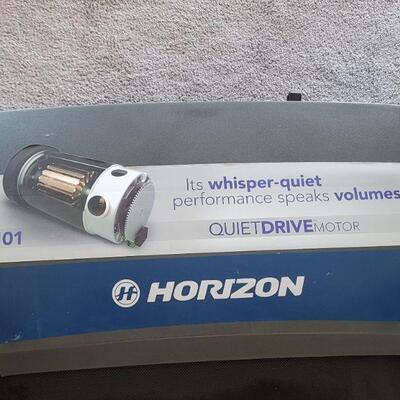 Its whisper-quiet
performance speaks volumes
QUIETDRIVEMOTOR
01
HORIZON